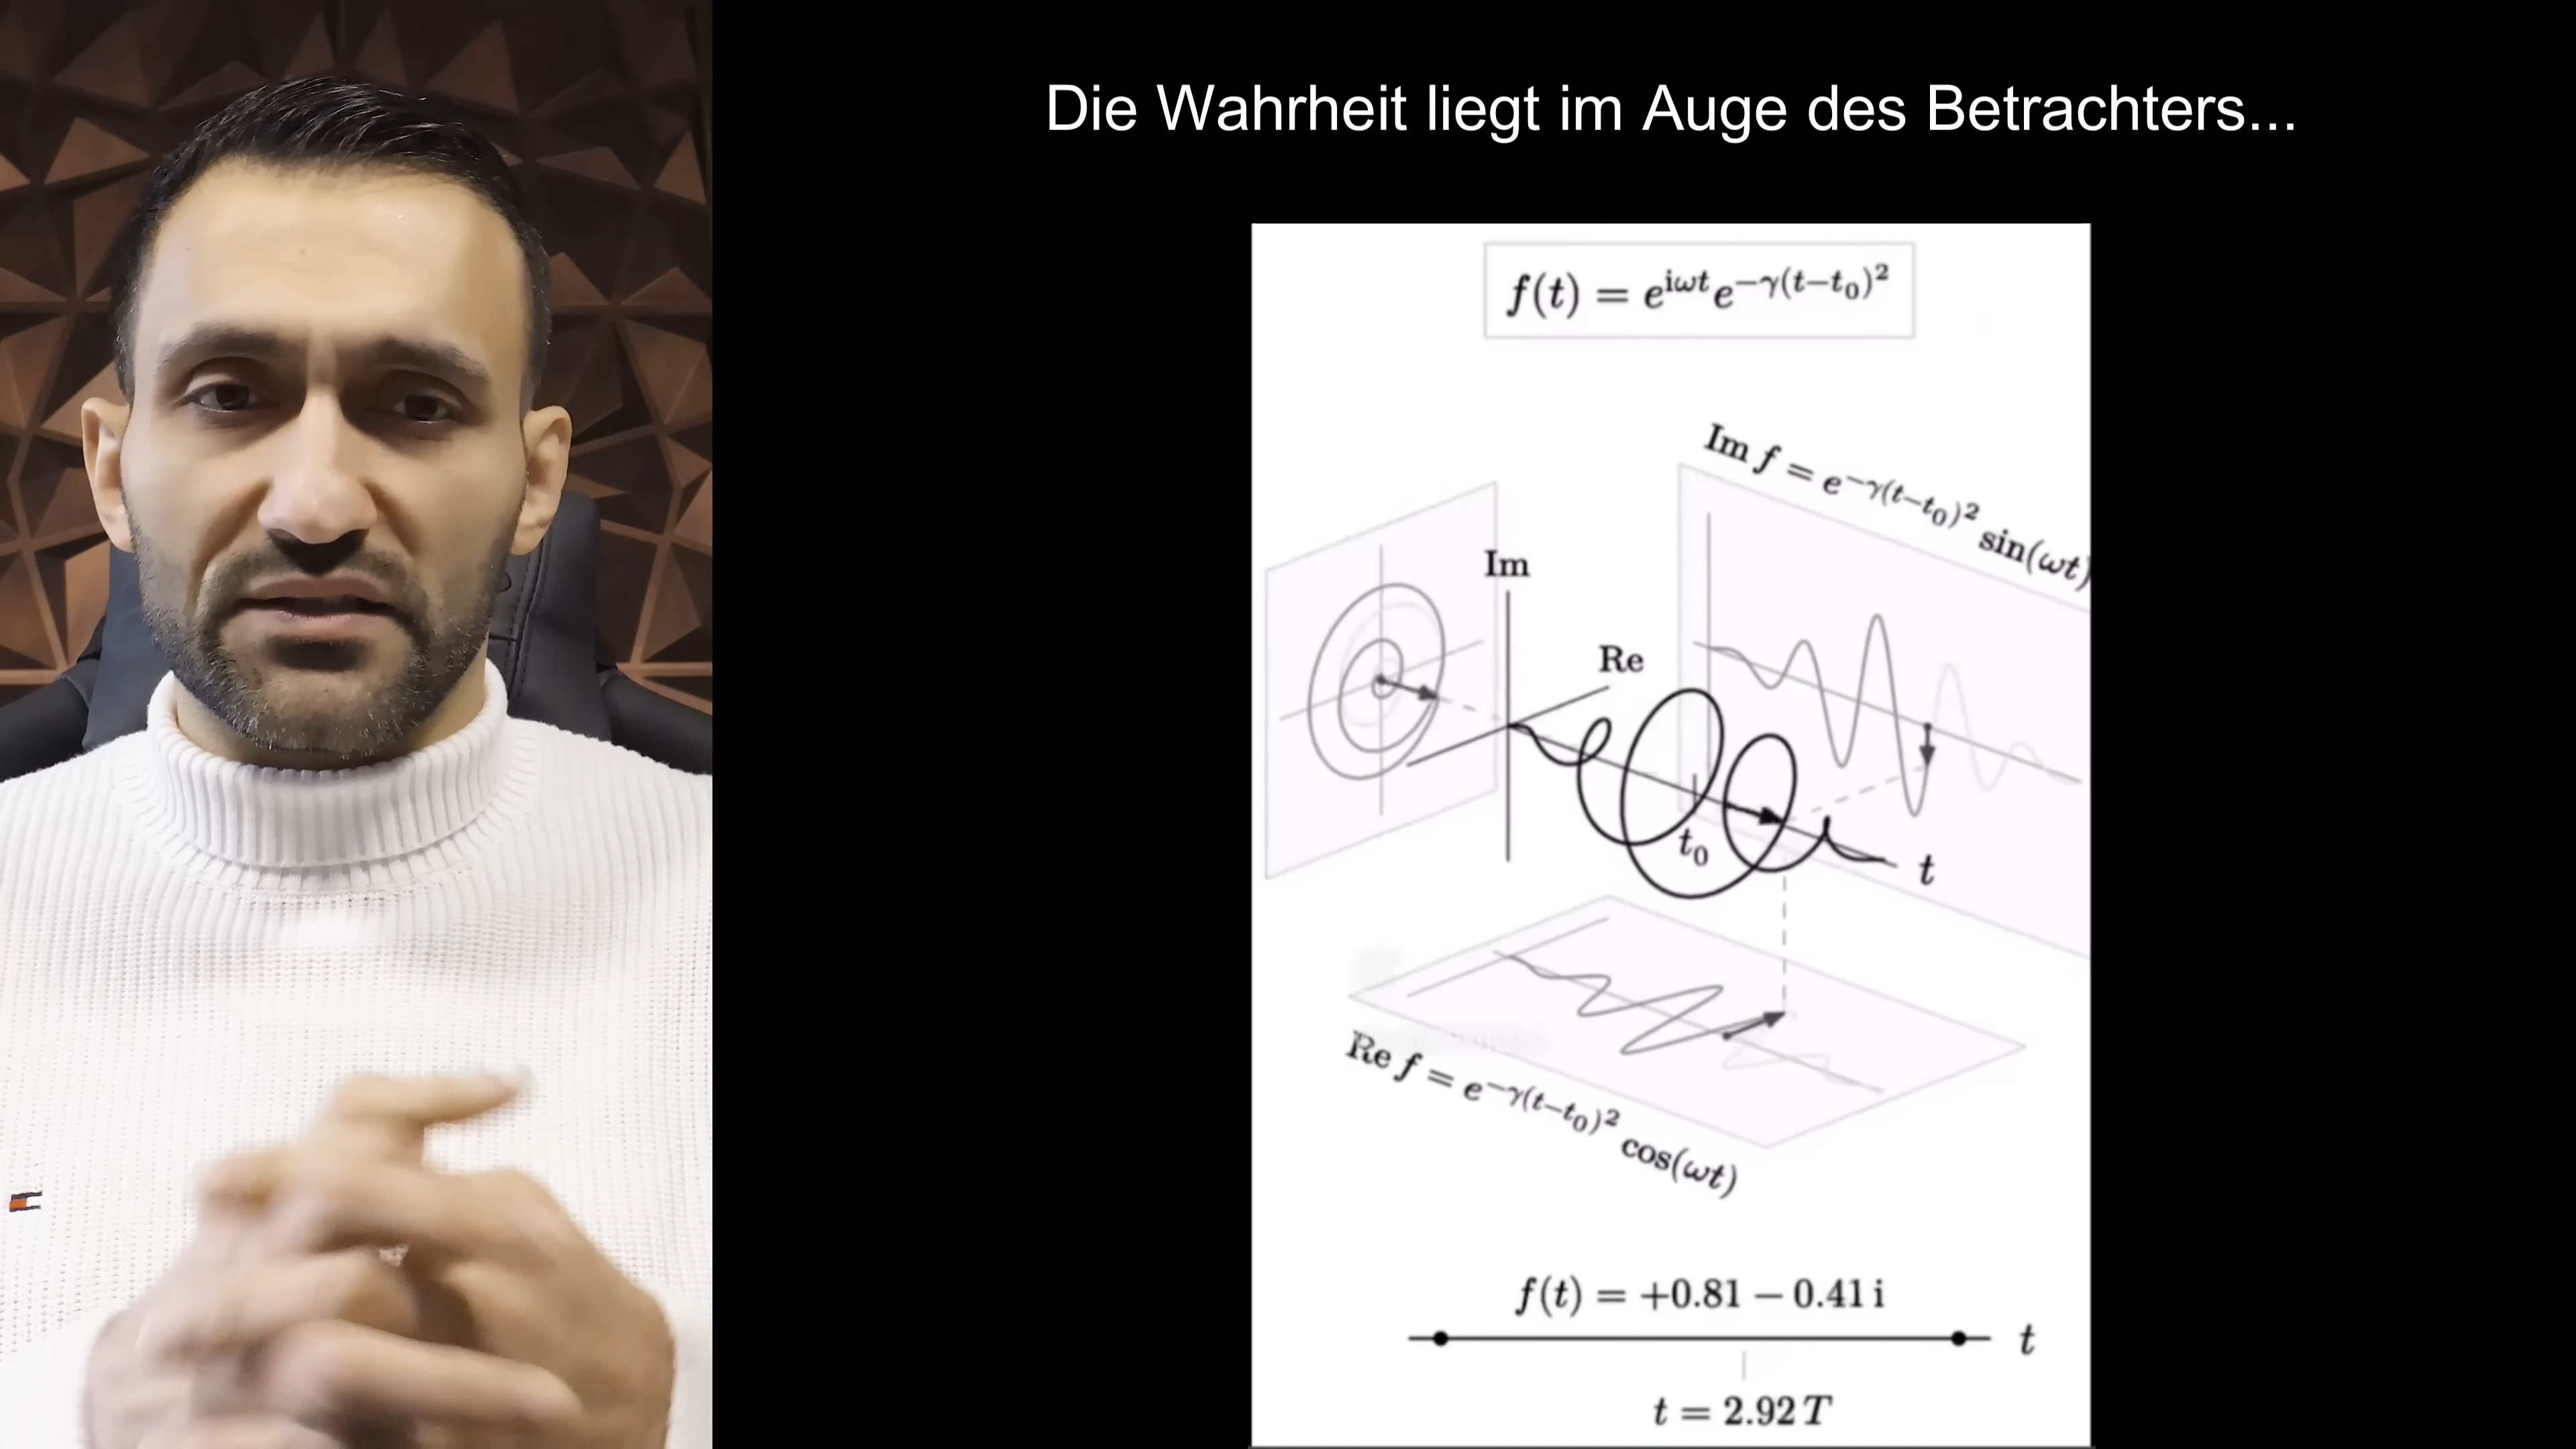 Die Wahrheit liegt im Auge des Betrachters...
f(t) = e^{iωt} e^{−γ(t−t₀)²}
Im f = e^{−γ(t−t₀)²} sin(ωt)
Im
Re
t₀
t
Re f = e^{−γ(t−t₀)²} cos(ωt)
f(t) = +0.81 − 0.41 i
t
t = 2.92 T